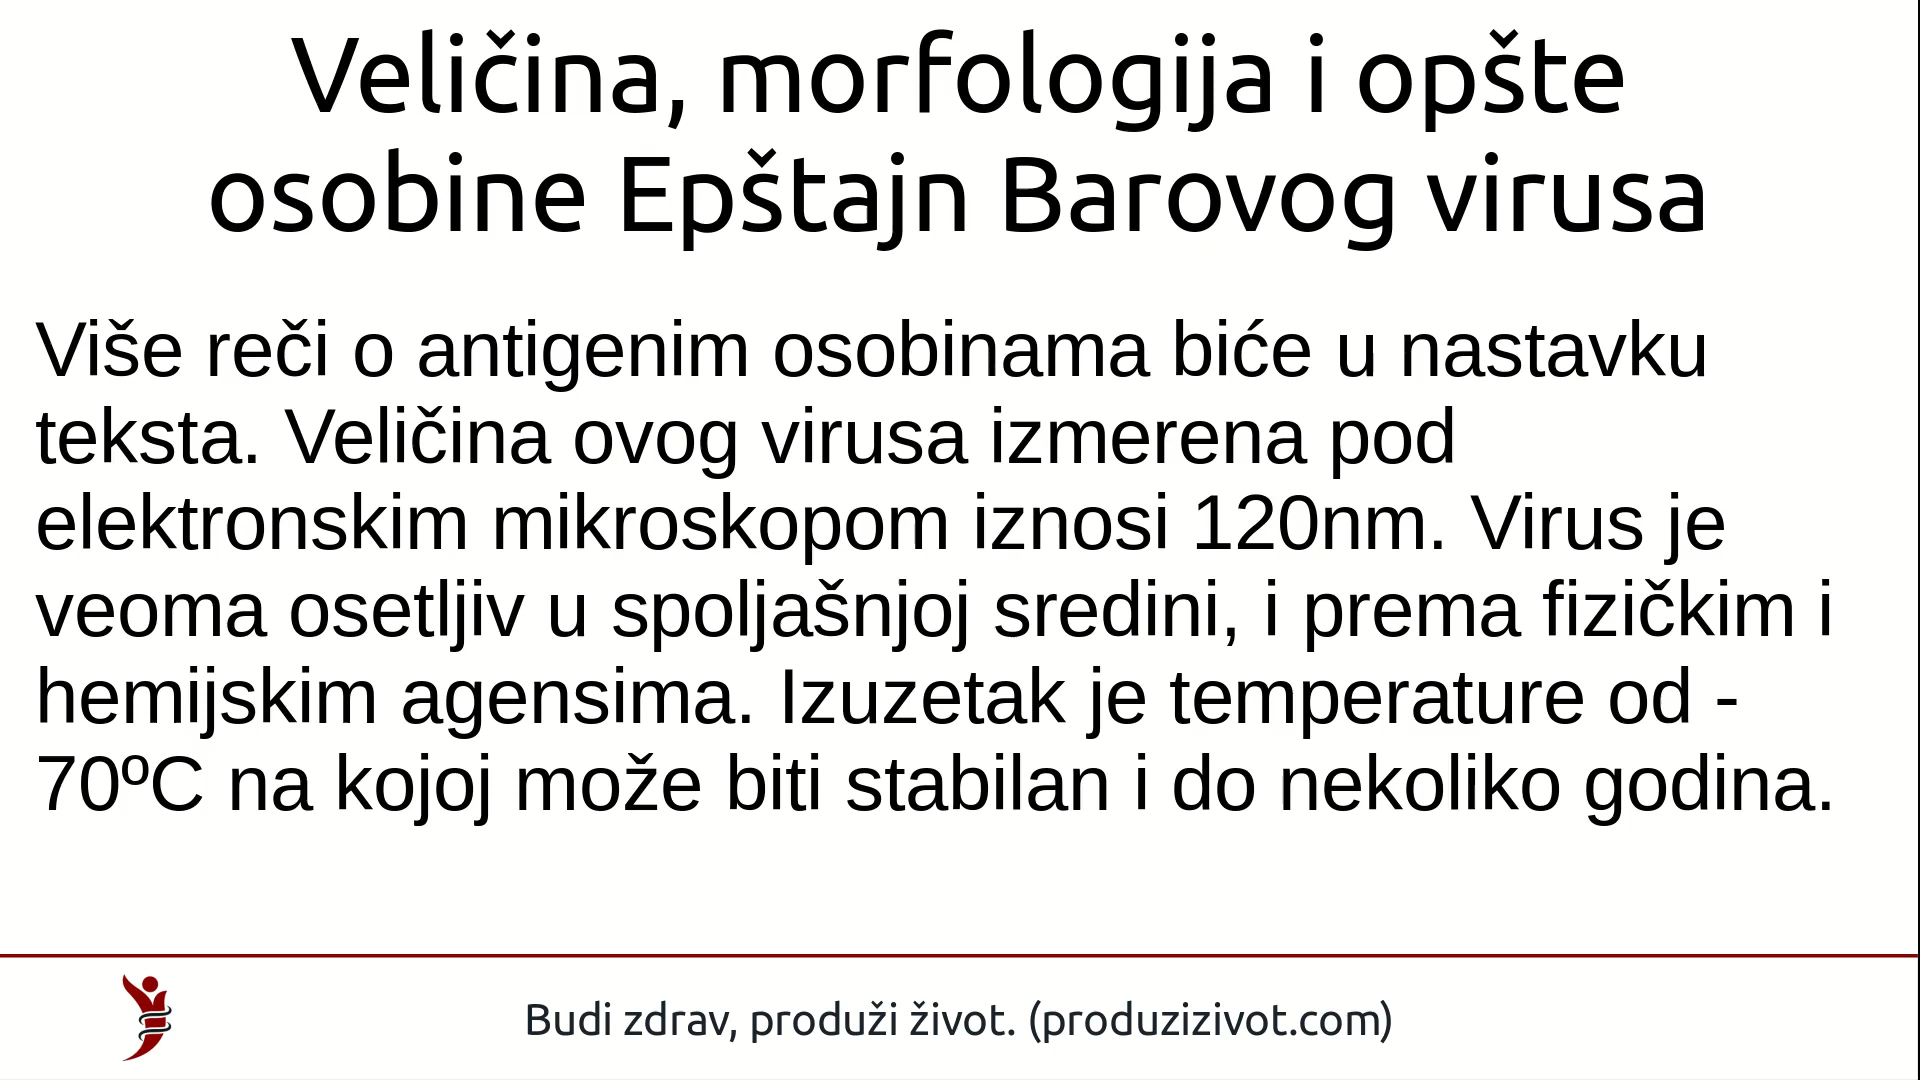 Veličina, morfologija i opšte
osobine Epštajn Barovog virusa
Više reči o antigenim osobinama biće u nastavku
teksta. Veličina ovog virusa izmerena pod
elektronskim mikroskopom iznosi 120nm. Virus je
veoma osetljiv u spoljašnjoj sredini, i prema fizičkim i
hemijskim agensima. Izuzetak je temperature od -
70ºC na kojoj može biti stabilan i do nekoliko godina.
Budi zdrav, produži život. (produzizivot.com)